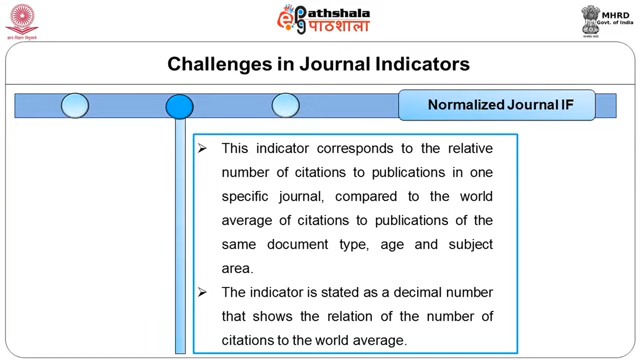 Pathshala
पाठशाला
MHRD
Govt. of India
Challenges in Journal Indicators
Normalized Journal IF
➢ This indicator corresponds to the relative
number of citations to publications in one
specific journal, compared to the world
average of citations to publications of the
same document type, age and subject
area.
➢ The indicator is stated as a decimal number
that shows the relation of the number of
citations to the world average.